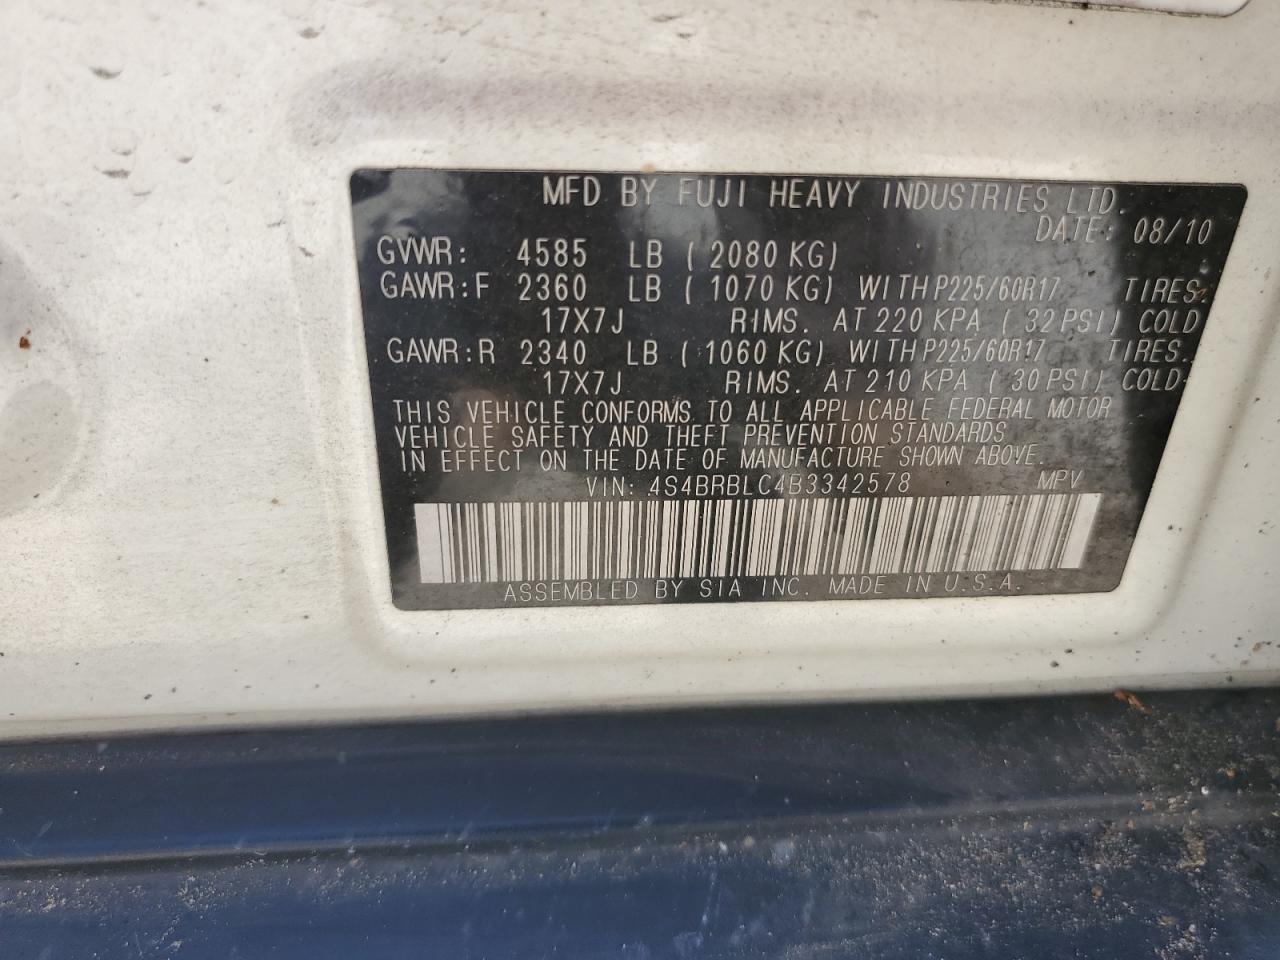 MFD BY FUJI HEAVY INDUSTRIES LTD.
DATE: 08/10
GVWR: 4585 LB ( 2080 KG)
GAWR:F 2360 LB ( 1070 KG) WITH P225/60R17 TIRES.
17X7J RIMS. AT 220 KPA ( 32 PSI) COLD
GAWR:R 2340 LB ( 1060 KG) WITH P225/60R17 TIRES.
17X7J RIMS. AT 210 KPA ( 30 PSI) COLD.
THIS VEHICLE CONFORMS TO ALL APPLICABLE FEDERAL MOTOR
VEHICLE SAFETY AND THEFT PREVENTION STANDARDS
IN EFFECT ON THE DATE OF MANUFACTURE SHOWN ABOVE.
VIN: 4S4BRBLC4B3342578 MPV
ASSEMBLED BY SIA INC. MADE IN U.S.A.